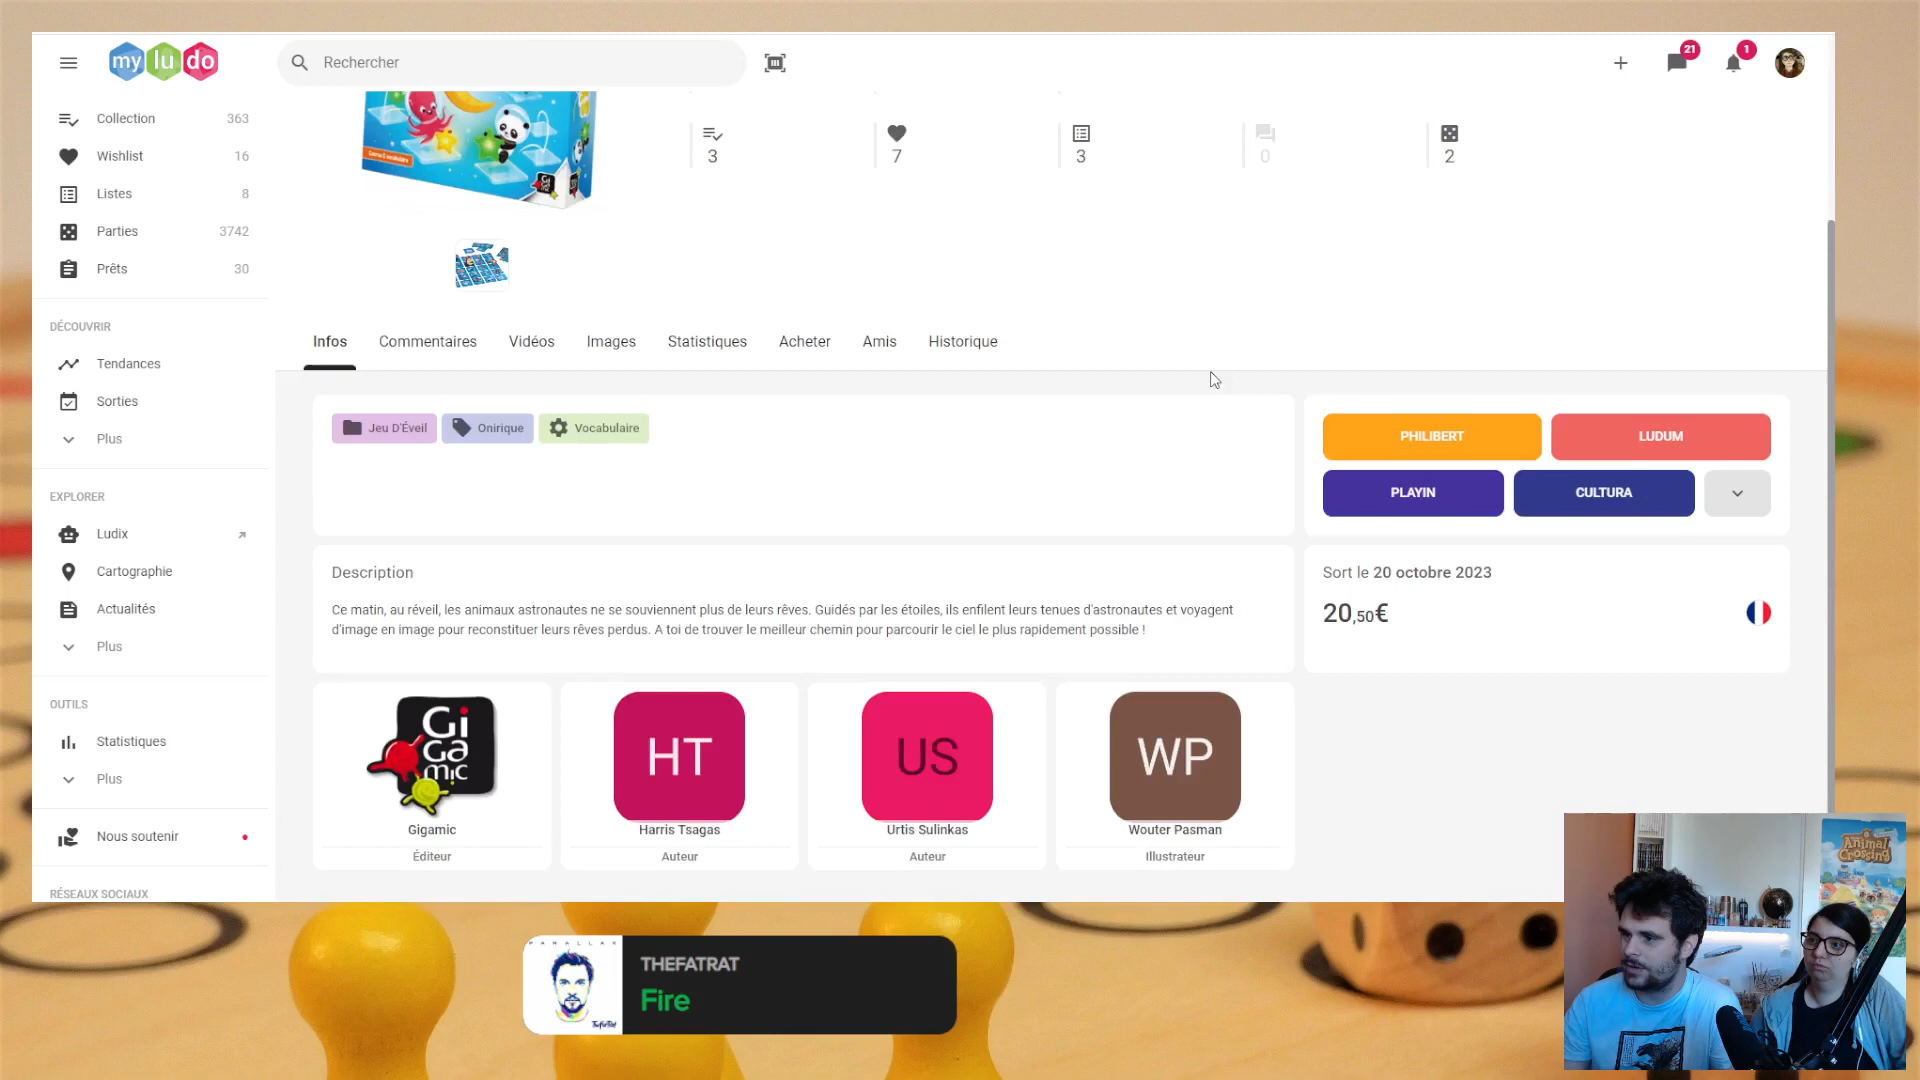 my lu do
Rechercher
21
1
Collection 363
Wishlist 16
Listes 8
Parties 3742
Prêts 30
3
7
3
0
2
DÉCOUVRIR
Tendances
Sorties
Plus
EXPLORER
Ludix
Cartographie
Actualités
Plus
OUTILS
Statistiques
Plus
Nous soutenir
RÉSEAUX SOCIAUX
Infos
Commentaires
Vidéos
Images
Statistiques
Acheter
Amis
Historique
Jeu D'Éveil
Onirique
Vocabulaire
PHILIBERT
LUDUM
PLAYIN
CULTURA
Description
Ce matin, au réveil, les animaux astronautes ne se souviennent plus de leurs rêves. Guidés par les étoiles, ils enfilent leurs tenues d'astronautes et voyagent
d'image en image pour reconstituer leurs rêves perdus. A toi de trouver le meilleur chemin pour parcourir le ciel le plus rapidement possible !
Sort le 20 octobre 2023
20,50€
Gi
Ga
mic
Gigamic
Éditeur
HT
Harris Tsagas
Auteur
US
Urtis Sulinkas
Auteur
WP
Wouter Pasman
Illustrateur
PARALLAX
TheFatRat
THEFATRAT
Fire
Animal
Crossing